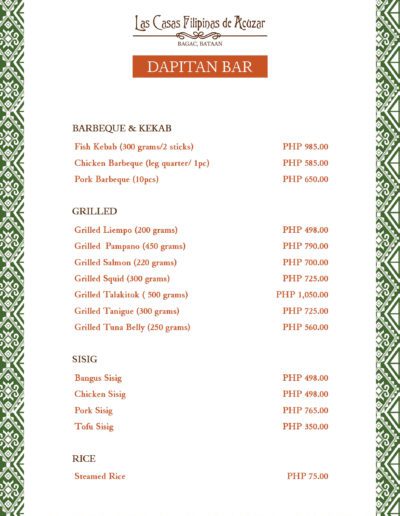 Las Casas Filipinas de Acuzar
BAGAC, BATAAN
DAPITAN BAR
BARBEQUE & KEKAB
Fish Kebab (300 grams/2 sticks) PHP 985.00
Chicken Barbeque (leg quarter/ 1pc) PHP 585.00
Pork Barbeque (10pcs) PHP 650.00
GRILLED
Grilled Liempo (200 grams) PHP 498.00
Grilled Pampano (450 grams) PHP 790.00
Grilled Salmon (220 grams) PHP 700.00
Grilled Squid (300 grams) PHP 725.00
Grilled Talakitok ( 500 grams) PHP 1,050.00
Grilled Tanigue (300 grams) PHP 725.00
Grilled Tuna Belly (250 grams) PHP 560.00
SISIG
Bangus Sisig PHP 498.00
Chicken Sisig PHP 498.00
Pork Sisig PHP 765.00
Tofu Sisig PHP 350.00
RICE
Steamed Rice PHP 75.00